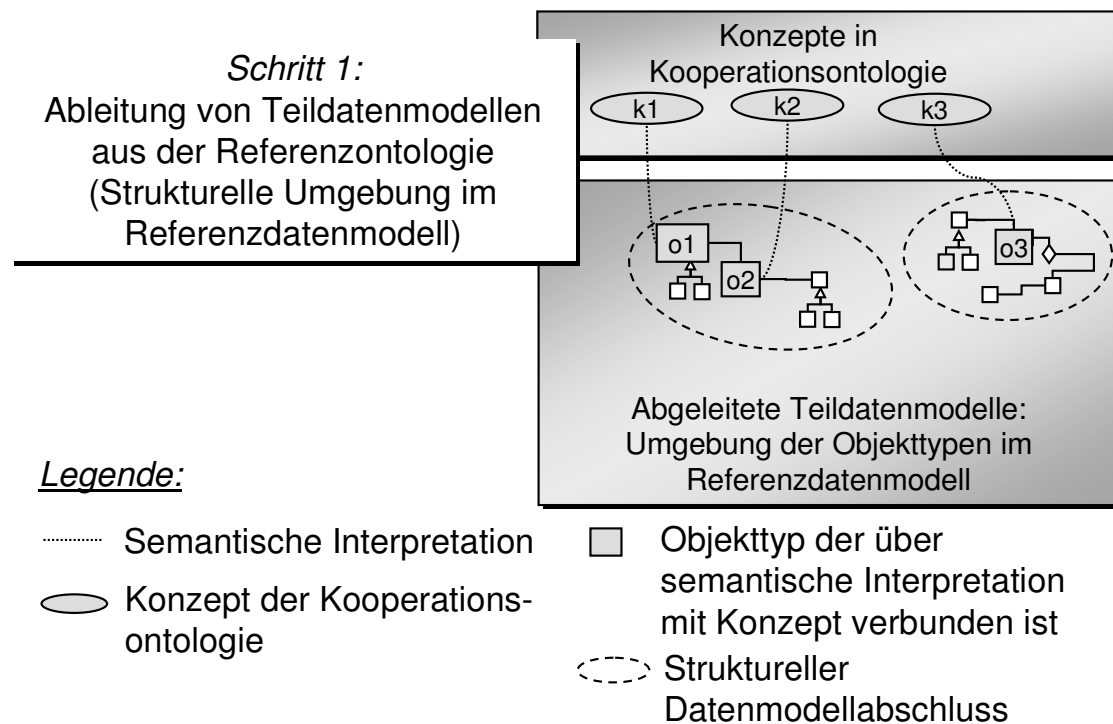 Schritt 1:
Ableitung von Teildatenmodellen
aus der Referenzontologie
(Strukturelle Umgebung im
Referenzdatenmodell)
Konzepte in
Kooperationsontologie
k1 k2 k3
o1 o2 o3
Abgeleitete Teildatenmodelle:
Umgebung der Objekttypen im
Referenzdatenmodell
Legende:
Semantische Interpretation
Konzept der Kooperations-
ontologie
Objekttyp der über
semantische Interpretation
mit Konzept verbunden ist
Struktureller
Datenmodellabschluss